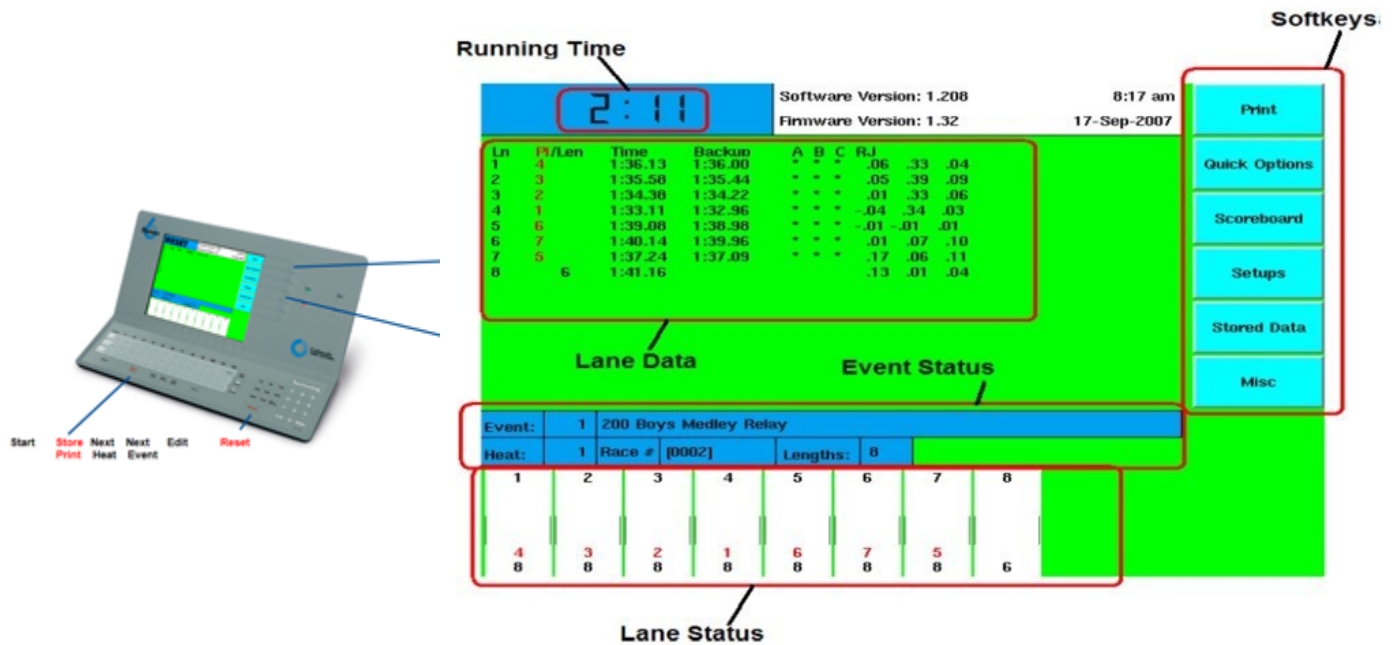 Softkeys
Running Time
2:11
Software Version: 1.208 8:17 am
Firmware Version: 1.32 17-Sep-2007
Print
Quick Options
Scoreboard
Setups
Stored Data
Misc
Ln Pl/Len Time Backup A B C RJ
1 4 1:36.13 1:36.00 * * * .06 .33 .04
2 3 1:35.58 1:35.44 * * * .05 .39 .09
3 2 1:34.38 1:34.22 * * * .01 .33 .06
4 1 1:33.11 1:32.96 * * * -.04 .34 .03
5 6 1:39.08 1:38.98 * * * -.01 -.01 .01
6 7 1:40.14 1:39.96 * * * .01 .07 .10
7 5 1:37.24 1:37.09 * * * .17 .06 .11
8 6 1:41.16 .13 .01 .04
Lane Data
Event Status
Event: 1 200 Boys Medley Relay
Heat: 1 Race # [0002] Lengths: 8
1 2 3 4 5 6 7 8
4 3 2 1 6 7 5
8 8 8 8 8 8 8 6
Lane Status
Start Store Next Next Edit Reset
Print Heat Event